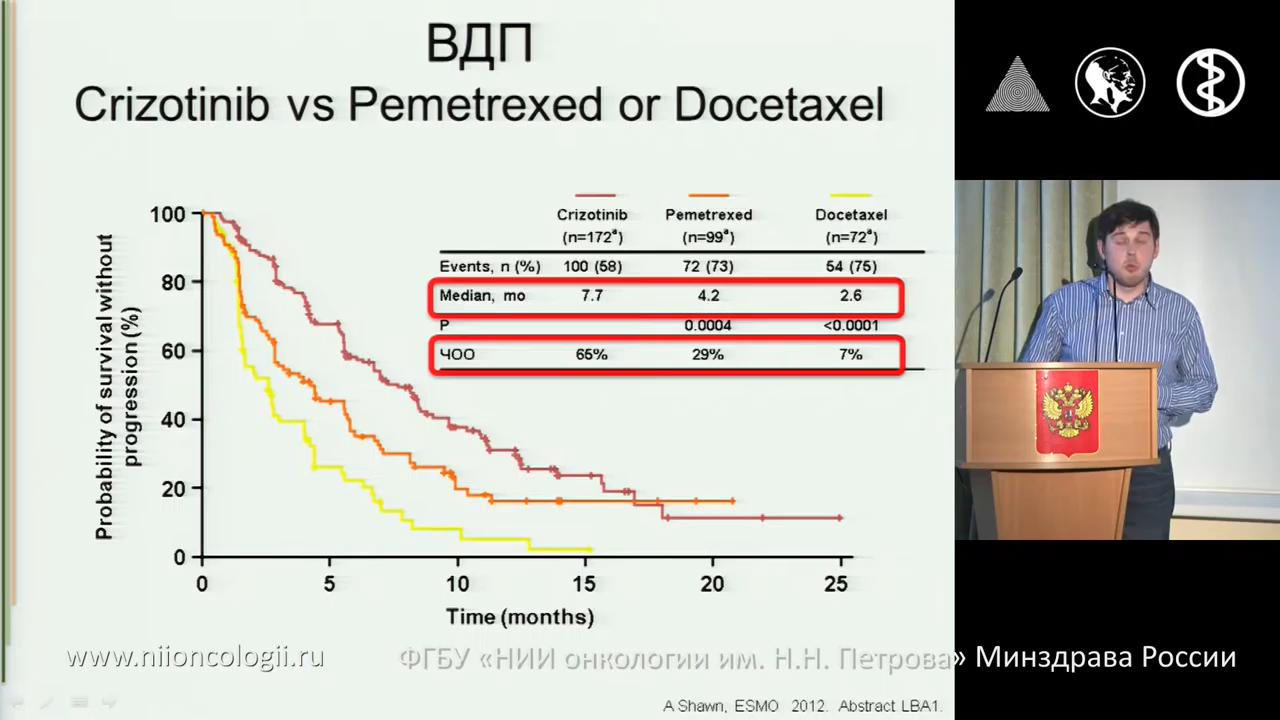 ВДП
Crizotinib vs Pemetrexed or Docetaxel
Crizotinib Pemetrexed Docetaxel
(n=172ª) (n=99ª) (n=72ª)
Events, n (%) 100 (58) 72 (73) 54 (75)
Median, mo 7.7 4.2 2.6
P 0.0004 <0.0001
ЧОО 65% 29% 7%
Probability of survival without
progression (%)
100
80
60
40
20
0
0 5 10 15 20 25
Time (months)
www.niioncologii.ru ФГБУ «НИИ онкологии им. Н.Н. Петрова» Минздрава России
A Shawn, ESMO 2012. Abstract LBA1.